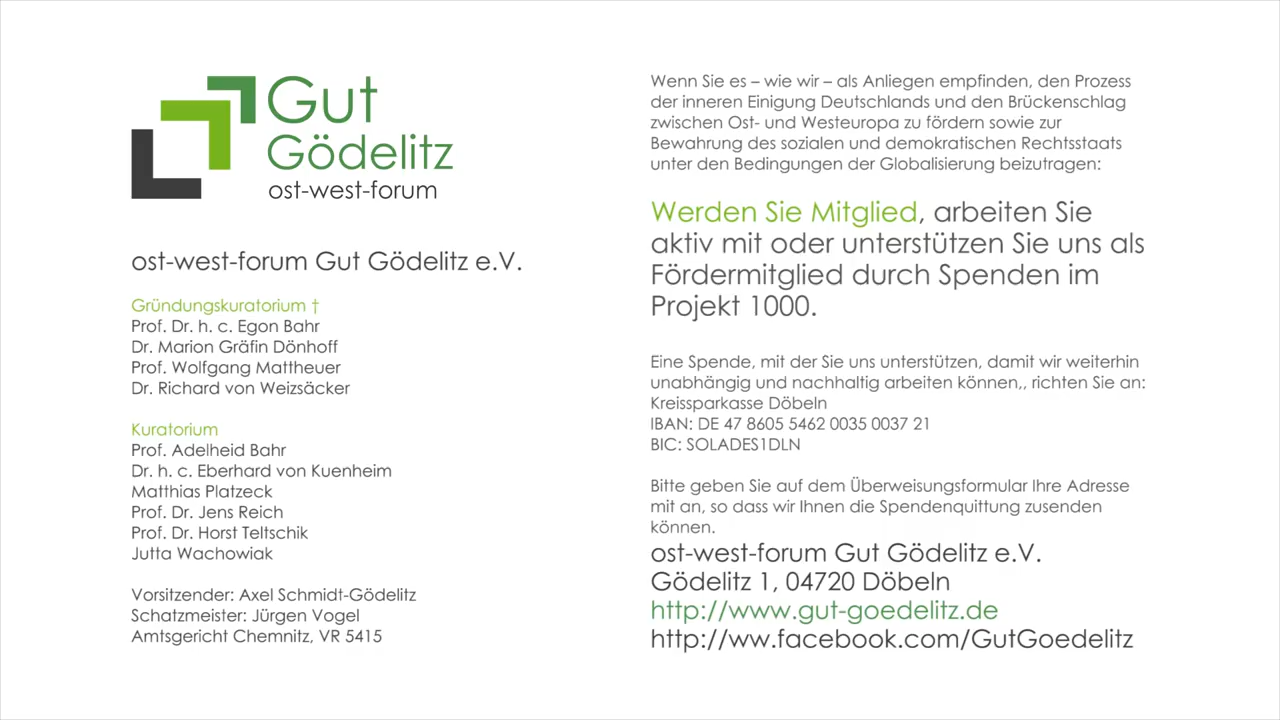 Gut
Gödelitz
ost-west-forum
ost-west-forum Gut Gödelitz e.V.
Gründungskuratorium †
Prof. Dr. h. c. Egon Bahr
Dr. Marion Gräfin Dönhoff
Prof. Wolfgang Mattheuer
Dr. Richard von Weizsäcker
Kuratorium
Prof. Adelheid Bahr
Dr. h. c. Eberhard von Kuenheim
Matthias Platzeck
Prof. Dr. Jens Reich
Prof. Dr. Horst Teltschik
Jutta Wachowiak
Vorsitzender: Axel Schmidt-Gödelitz
Schatzmeister: Jürgen Vogel
Amtsgericht Chemnitz, VR 5415
Wenn Sie es – wie wir – als Anliegen empfinden, den Prozess
der inneren Einigung Deutschlands und den Brückenschlag
zwischen Ost- und Westeuropa zu fördern sowie zur
Bewahrung des sozialen und demokratischen Rechtsstaats
unter den Bedingungen der Globalisierung beizutragen:
Werden Sie Mitglied, arbeiten Sie
aktiv mit oder unterstützen Sie uns als
Fördermitglied durch Spenden im
Projekt 1000.
Eine Spende, mit der Sie uns unterstützen, damit wir weiterhin
unabhängig und nachhaltig arbeiten können,, richten Sie an:
Kreissparkasse Döbeln
IBAN: DE 47 8605 5462 0035 0037 21
BIC: SOLADES1DLN
Bitte geben Sie auf dem Überweisungsformular Ihre Adresse
mit an, so dass wir Ihnen die Spendenquittung zusenden
können.
ost-west-forum Gut Gödelitz e.V.
Gödelitz 1, 04720 Döbeln
http://www.gut-goedelitz.de
http://ww.facebook.com/GutGoedelitz